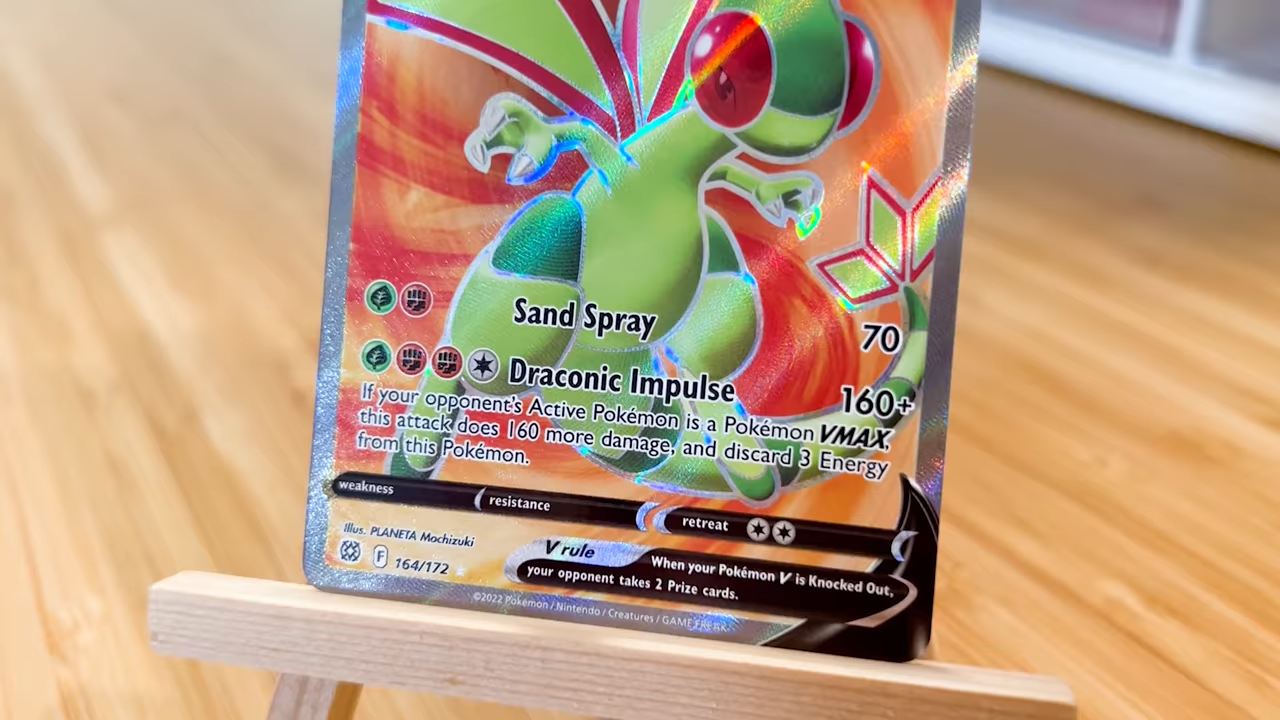 Sand Spray 70
Draconic Impulse 160+
If your opponent's Active Pokémon is a Pokémon VMAX,
this attack does 160 more damage, and discard 3 Energy
from this Pokémon.
weakness resistance retreat
Illus. PLANETA Mochizuki
F 164/172
V rule When your Pokémon V is Knocked Out,
your opponent takes 2 Prize cards.
©2022 Pokémon / Nintendo / Creatures / GAME FREAK